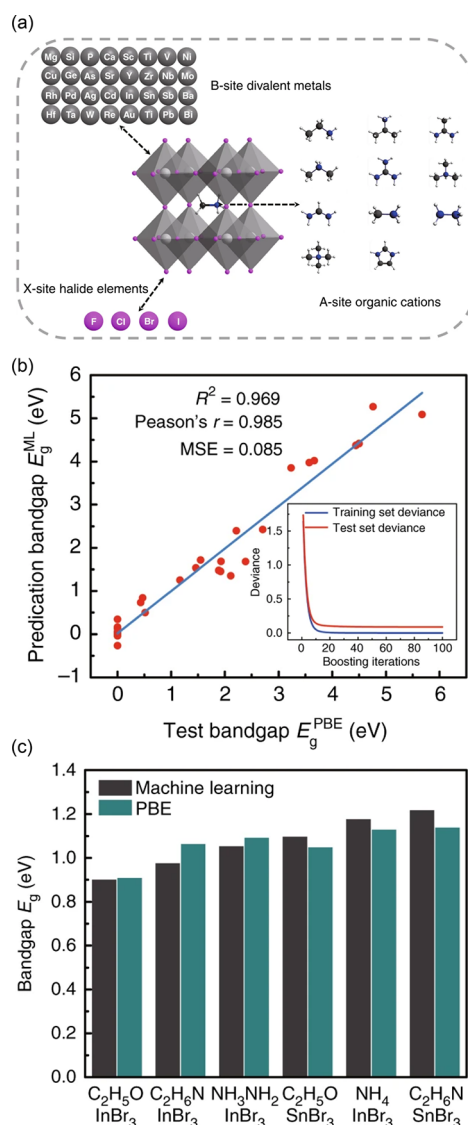 (a)
Mg Si P Ca Sc Ti V Ni
Cu Ge As Sr Y Zr Nb Mo
Rh Pd Ag Cd In Sn Sb Ba
Hf Ta W Re Au Tl Pb Bi
B-site divalent metals
X-site halide elements
F Cl Br I
A-site organic cations
(b)
Predication bandgap E_g^ML (eV)
6
5
4
3
2
1
0
−1
R² = 0.969
Peason's r = 0.985
MSE = 0.085
Deviance
1.5
0.75
0.25
0.00
Training set deviance
Test set deviance
0 20 40 60 80 100
Boosting iterations
0 1 2 3 4 5 6
Test bandgap E_g^PBE (eV)
(c)
Bandgap E_g (eV)
1.4
1.2
1.0
0.8
0.6
0.4
0.2
0.0
Machine learning
PBE
C₂H₅O C₂H₆N NH₃NH₂ C₂H₅O NH₄ C₂H₆N
InBr₃ InBr₃ InBr₃ SnBr₃ InBr₃ SnBr₃